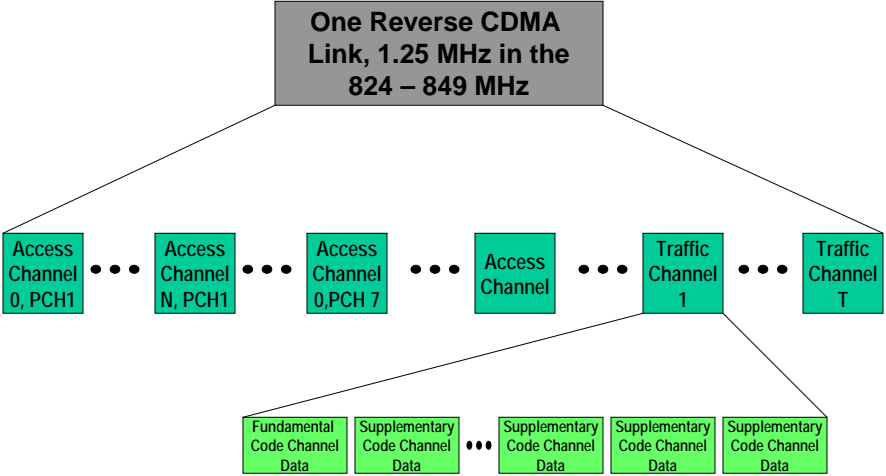 One Reverse CDMA
Link, 1.25 MHz in the
824 – 849 MHz
Access
Channel
0, PCH1
Access
Channel
N, PCH1
Access
Channel
0,PCH 7
Access
Channel
Traffic
Channel
1
Traffic
Channel
T
Fundamental
Code Channel
Data
Supplementary
Code Channel
Data
Supplementary
Code Channel
Data
Supplementary
Code Channel
Data
Supplementary
Code Channel
Data